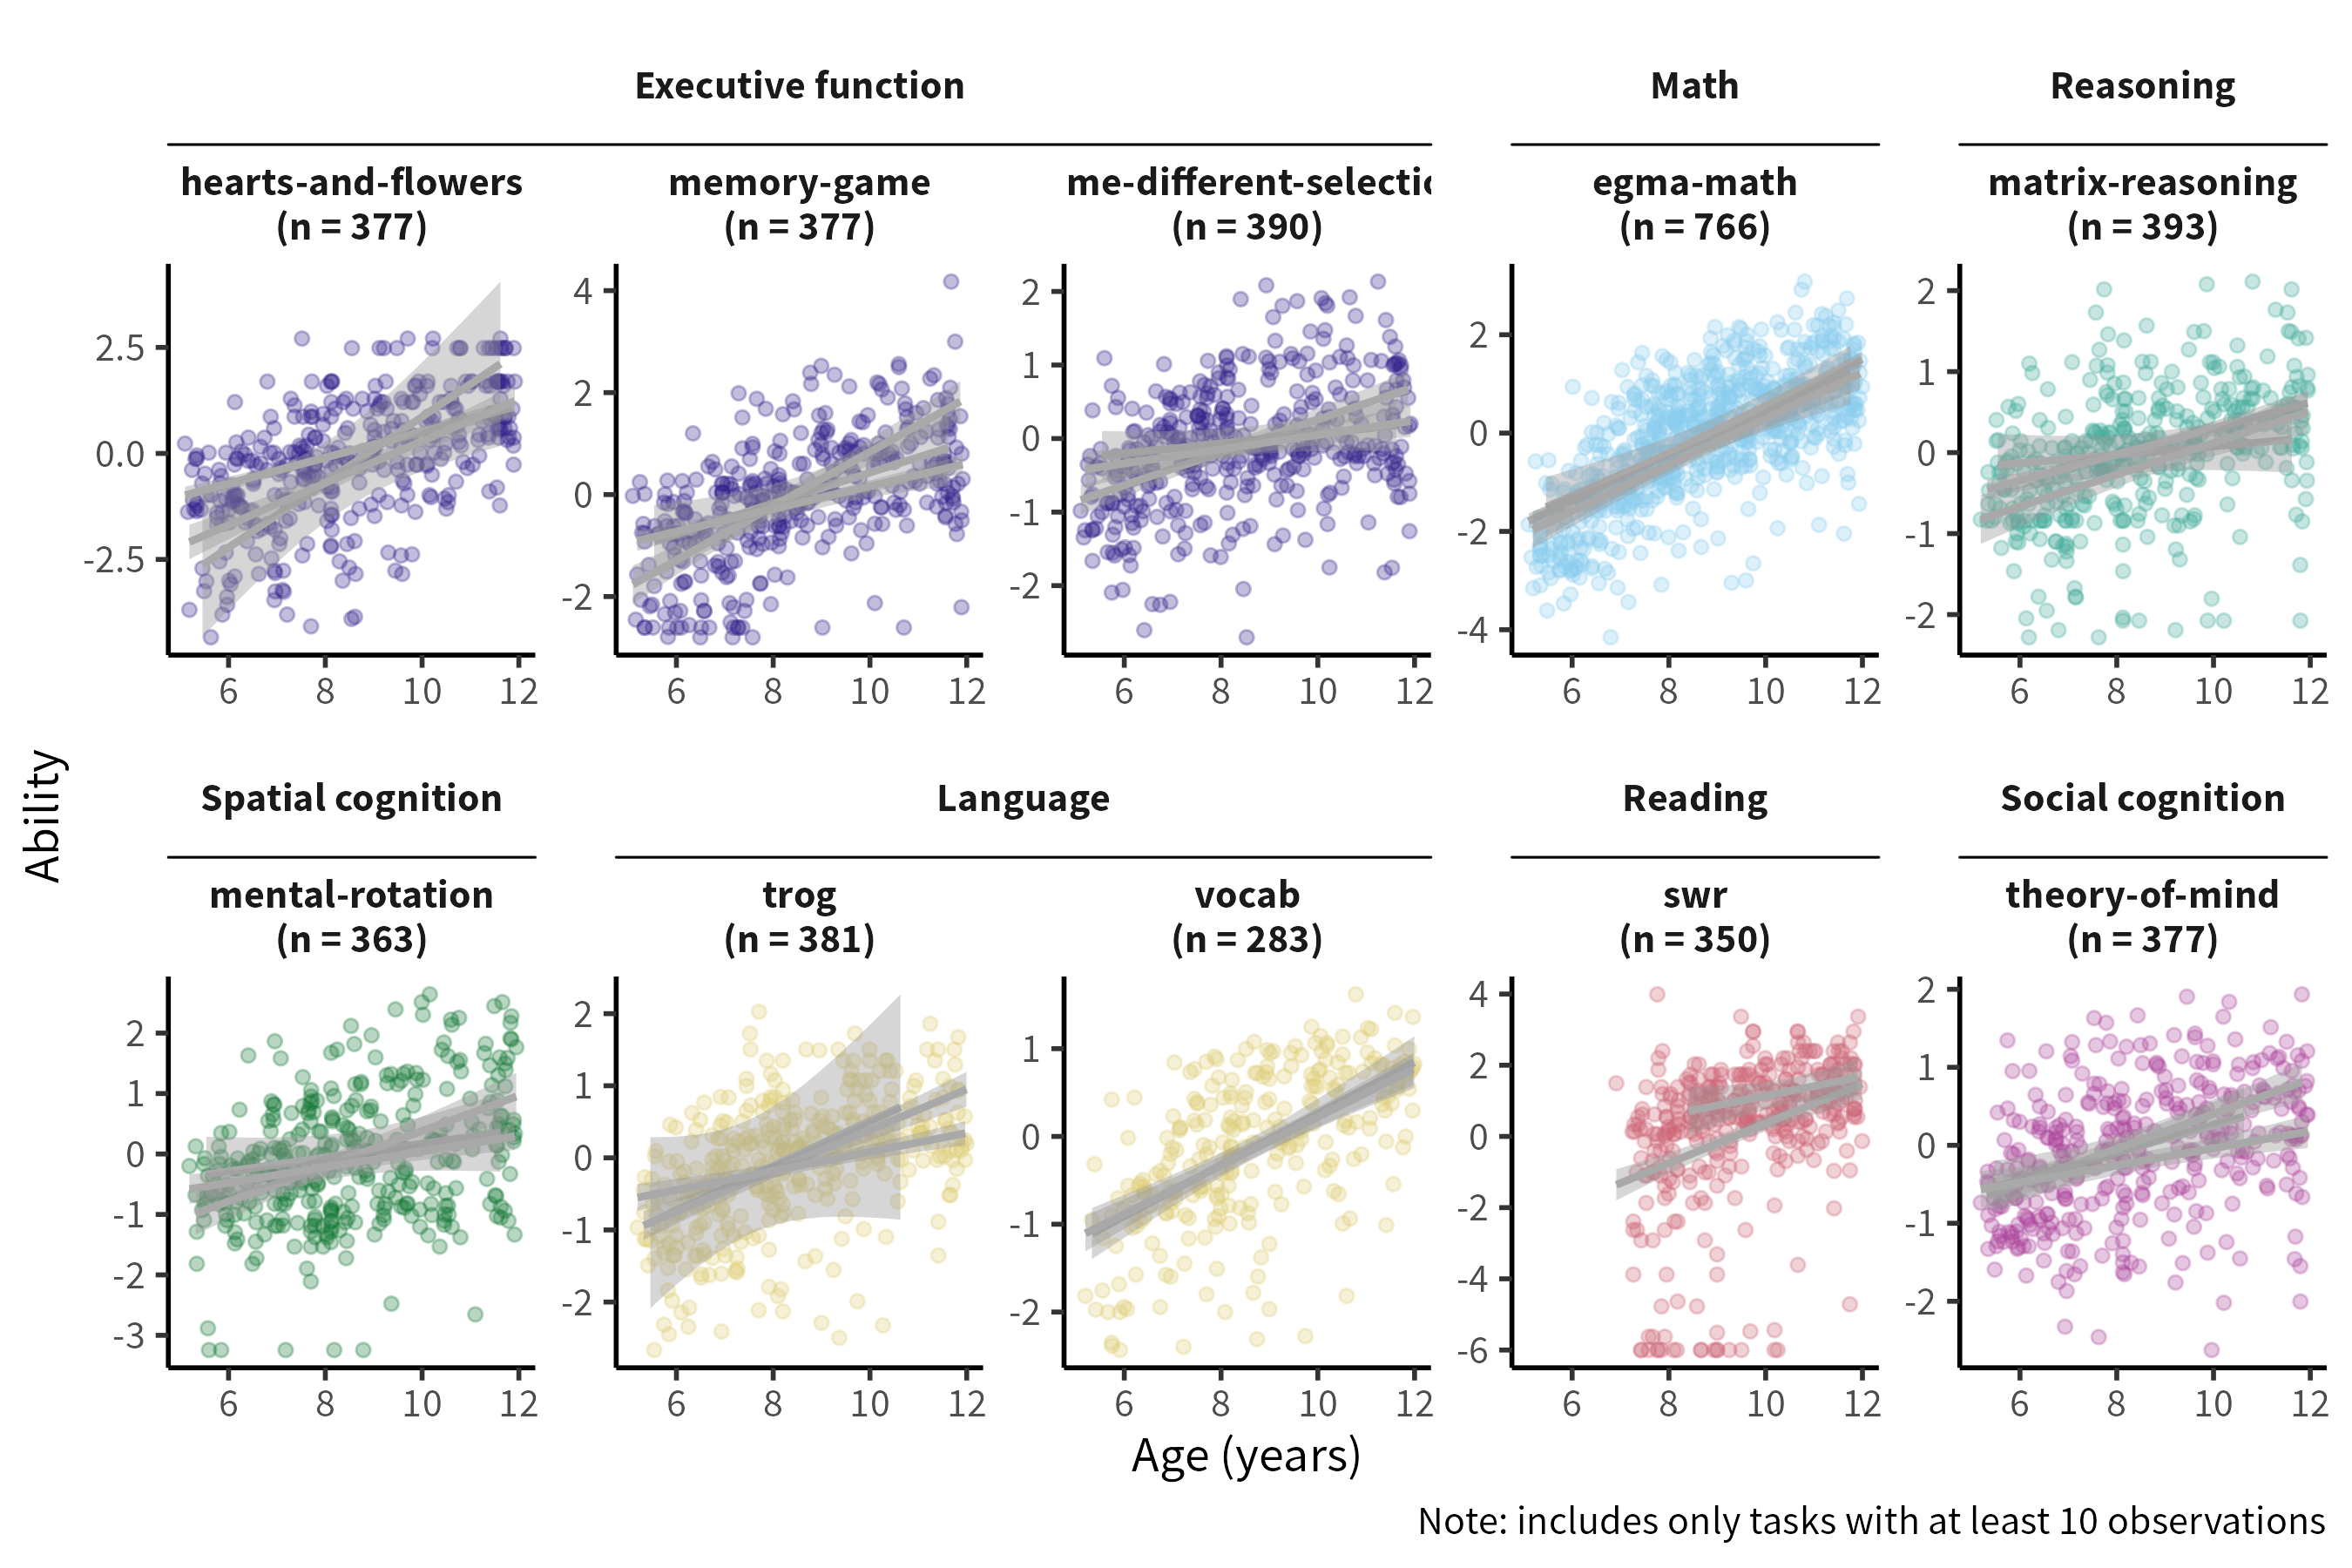 Executive function
Math
Reasoning
hearts-and-flowers
(n = 377)
memory-game
(n = 377)
me-different-selectic
(n = 390)
egma-math
(n = 766)
matrix-reasoning
(n = 393)
2.5
0.0
-2.5
6 8 10 12
4
2
0
-2
6 8 10 12
2
1
0
-1
-2
6 8 10 12
2
0
-2
-4
6 8 10 12
2
1
0
-1
-2
6 8 10 12
Ability
Spatial cognition
Language
Reading
Social cognition
mental-rotation
(n = 363)
trog
(n = 381)
vocab
(n = 283)
swr
(n = 350)
theory-of-mind
(n = 377)
2
1
0
-1
-2
-3
6 8 10 12
2
1
0
-1
-2
6 8 10 12
1
0
-1
-2
6 8 10 12
4
2
0
-2
-4
-6
6 8 10 12
2
1
0
-1
-2
6 8 10 12
Age (years)
Note: includes only tasks with at least 10 observations